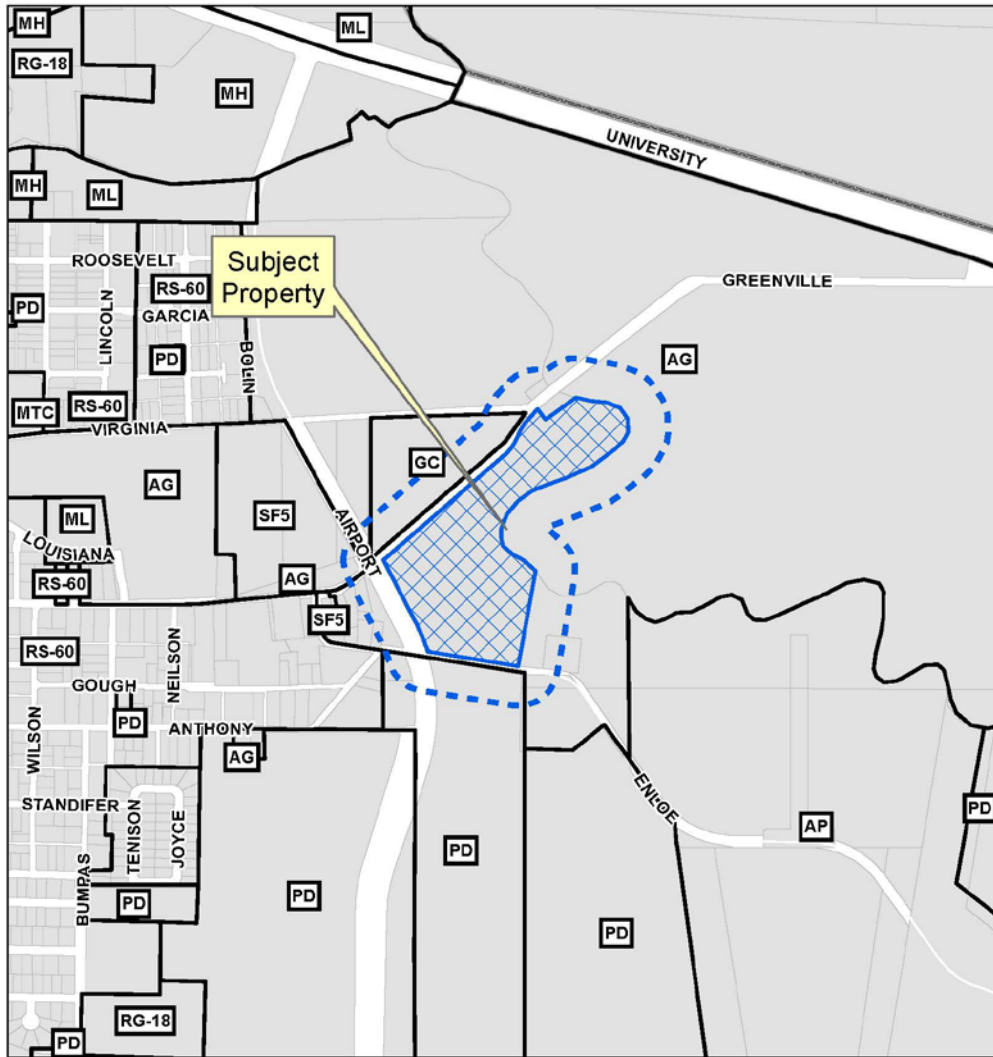 MH
ML
RG-18
MH
UNIVERSITY
MH
ML
ROOSEVELT
Subject
Property
GREENVILLE
RS-60
PD
LINCOLN
GARCIA
PD
BOLIN
AG
MTC
RS-60
VIRGINIA
GC
AG
ML
SF5
AIRPORT
LOUISIANA
RS-60
AG
SF5
RS-60
NEILSON
GOUGH
WILSON
PD
ANTHONY
AG
STANDIFER
TENISON
JOYCE
ENLOE
AP
PD
PD
BUMPAS
PD
PD
PD
RG-18
PD